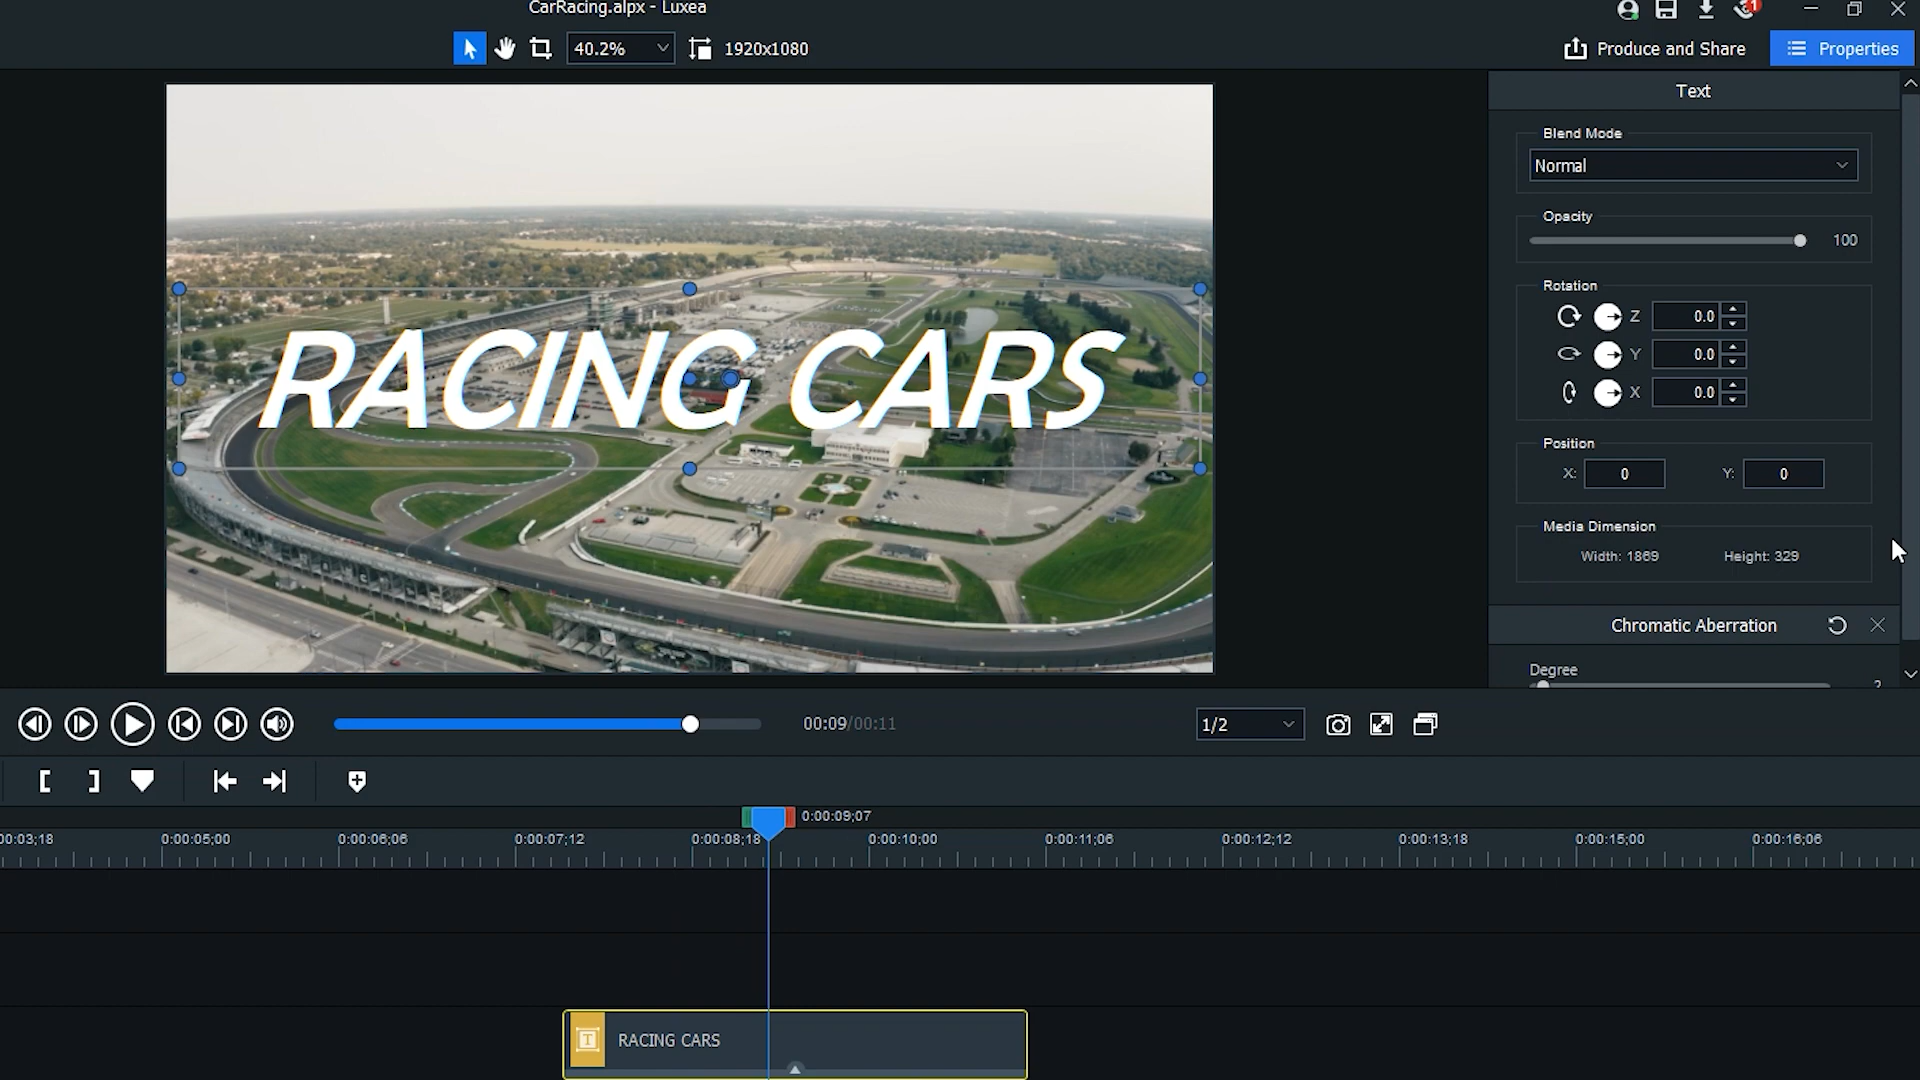 CarRacing.alpx - Luxea
1
40.2%
1920x1080
Produce and Share
Properties
Text
Blend Mode
Normal
Opacity
100
Rotation
Z
0.0
Y
0.0
X
0.0
Position
X:
0
Y:
0
Media Dimension
Width: 1869
Height: 329
Chromatic Aberration
Degree
RACING CARS
00:09/00:11
1/2
0:00:09;07
00:03;18
0:00:05;00
0:00:06;06
0:00:07;12
0:00:08;18
0:00:10;00
0:00:11;06
0:00:12;12
0:00:13;18
0:00:15;00
0:00:16;06
T
RACING CARS